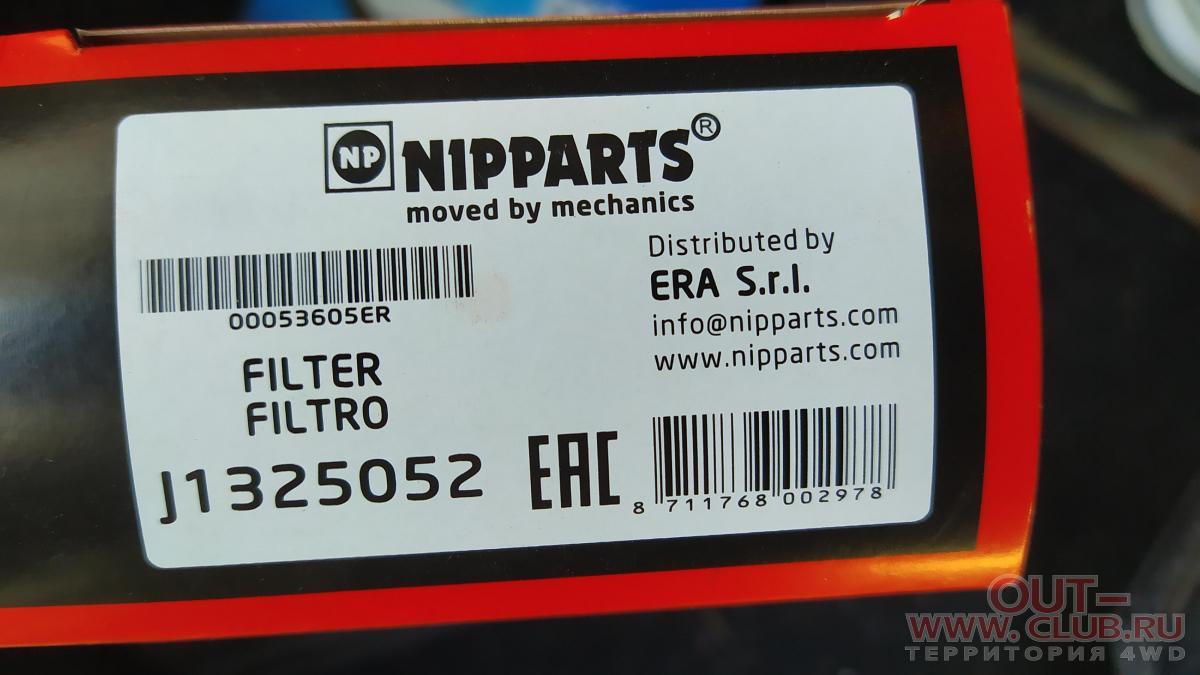 NP NIPPARTS®
moved by mechanics
00053605ER
FILTER
FILTRO
J1325052
Distributed by
ERA S.r.l.
info@nipparts.com
www.nipparts.com
EAC
8 711768 002978
OUT-
WWW.CLUB.RU
ТЕРРИТОРИЯ 4WD